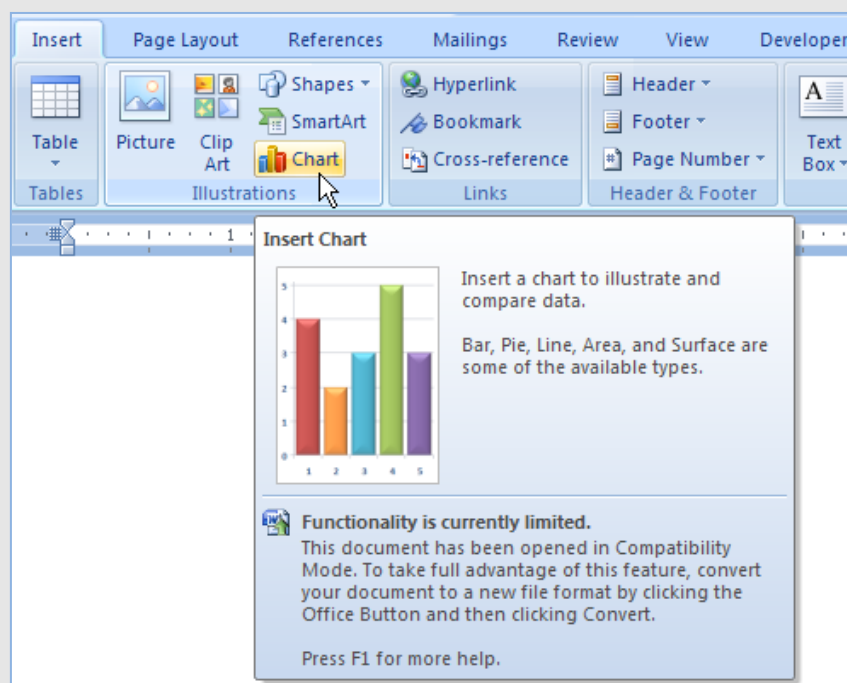 Insert Page Layout References Mailings Review View Developer
Table
Tables
Picture
Clip
Art
Shapes
SmartArt
Chart
Illustrations
Hyperlink
Bookmark
Cross-reference
Links
Header
Footer
Page Number
Header & Footer
A
Text
Box
1
Insert Chart
5
4
3
2
1
0
1 2 3 4 5
Insert a chart to illustrate and
compare data.
Bar, Pie, Line, Area, and Surface are
some of the available types.
Functionality is currently limited.
This document has been opened in Compatibility
Mode. To take full advantage of this feature, convert
your document to a new file format by clicking the
Office Button and then clicking Convert.
Press F1 for more help.